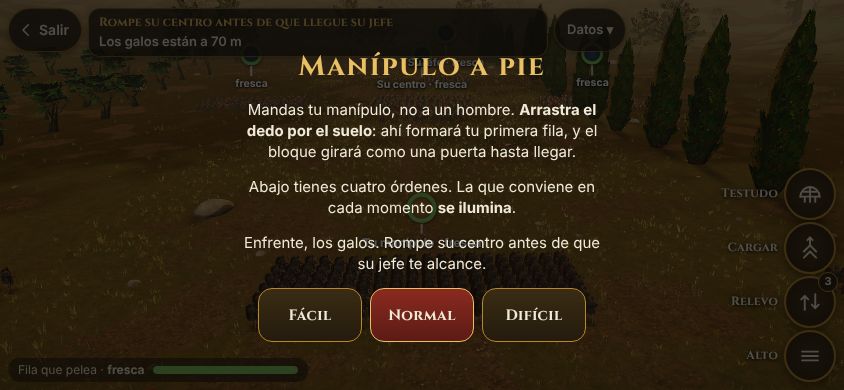 Salir
Rompe su centro antes de que llegue su jefe
Los galos están a 70 m
Datos ▾
fresca
Su centro · fresca
fresca
Manípulo a pie
Mandas tu manípulo, no a un hombre. Arrastra el
dedo por el suelo: ahí formará tu primera fila, y el
bloque girará como una puerta hasta llegar.
Abajo tienes cuatro órdenes. La que conviene en
cada momento se ilumina.
Enfrente, los galos. Rompe su centro antes de que
su jefe te alcance.
Fácil
Normal
Difícil
Testudo
Cargar
3
Relevo
Alto
Fila que pelea · fresca